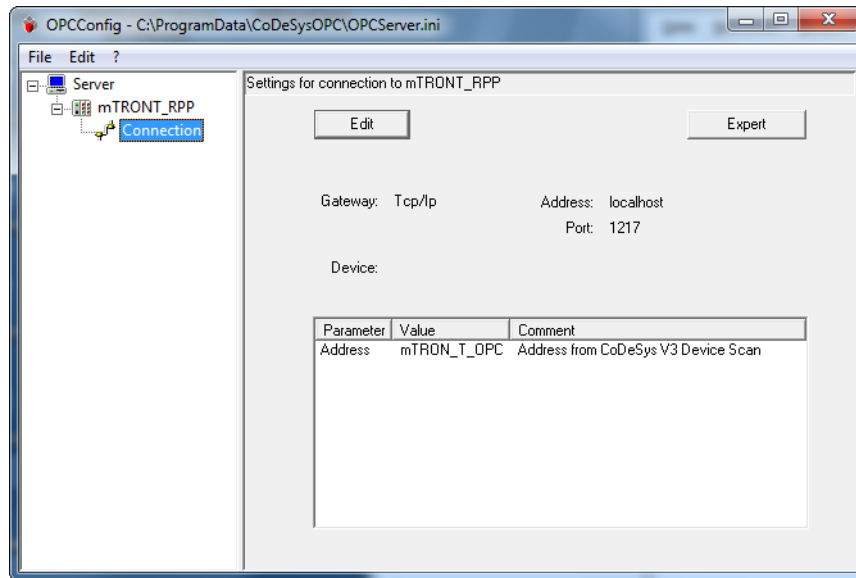 OPCConfig - C:\ProgramData\CoDeSysOPC\OPCServer.ini
File Edit ?
Server
mTRONT_RPP
Connection
Settings for connection to mTRONT_RPP
Edit Expert
Gateway: Tcp/Ip Address: localhost
Port: 1217
Device:
Parameter Value Comment
Address mTRON_T_OPC Address from CoDeSys V3 Device Scan